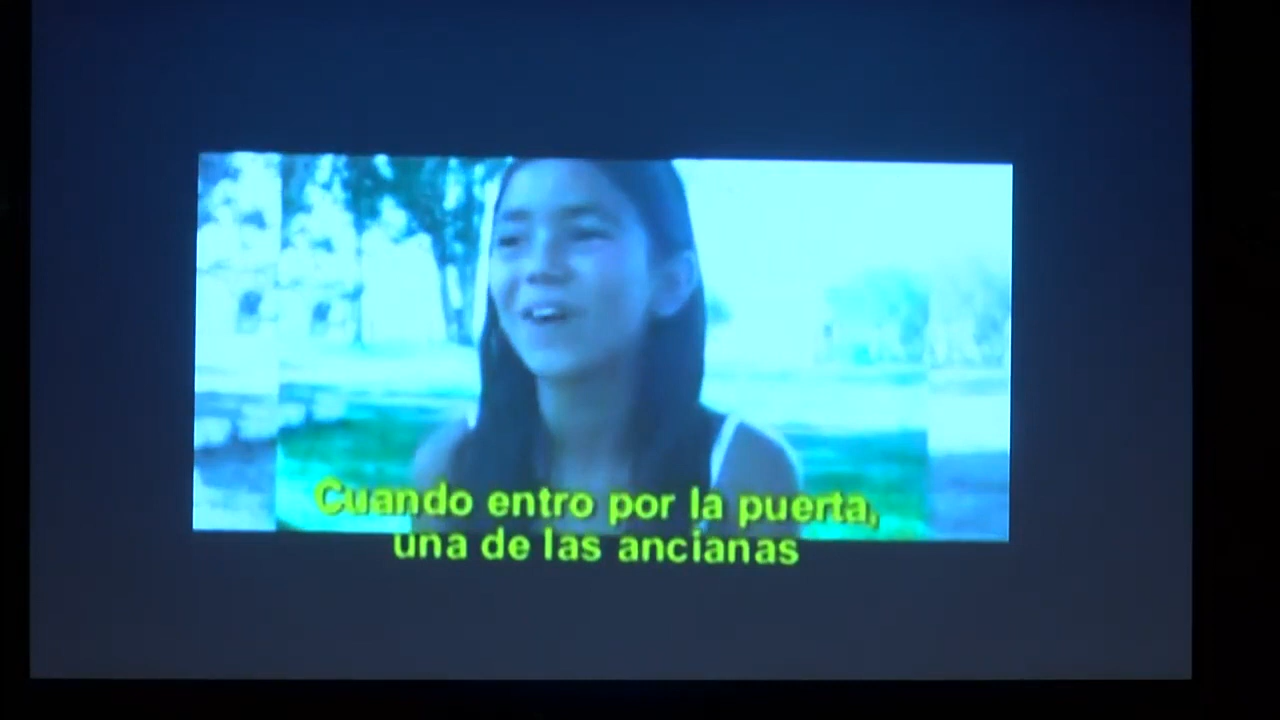 Cuando entro por la puerta,
una de las ancianas